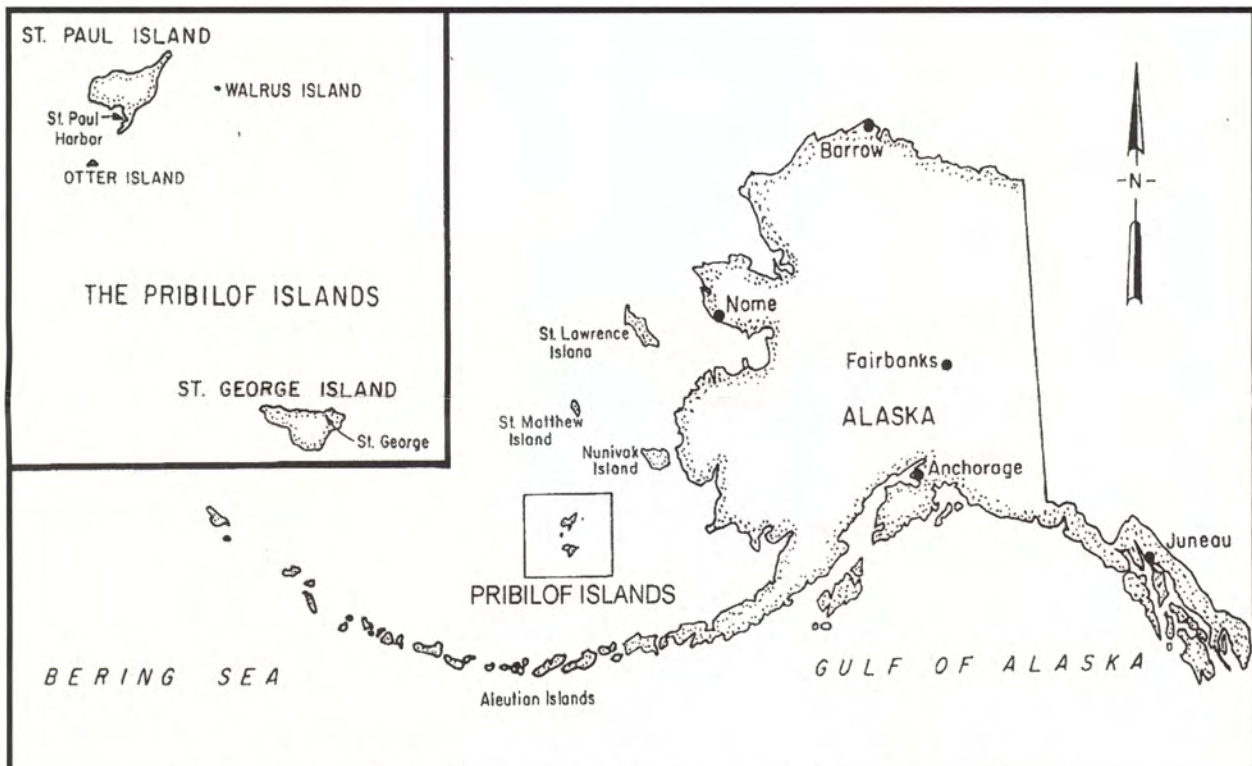 ST. PAUL ISLAND
WALRUS ISLAND
St. Paul
Harbor
OTTER ISLAND
THE PRIBILOF ISLANDS
ST. GEORGE ISLAND
St. George
Barrow
N
Nome
St. Lawrence
Islana
Fairbanks
St. Matthew
Island
ALASKA
Nunivak
Island
Anchorage
Juneau
PRIBILOF ISLANDS
BERING SEA
GULF OF ALASKA
Aleutian Islands